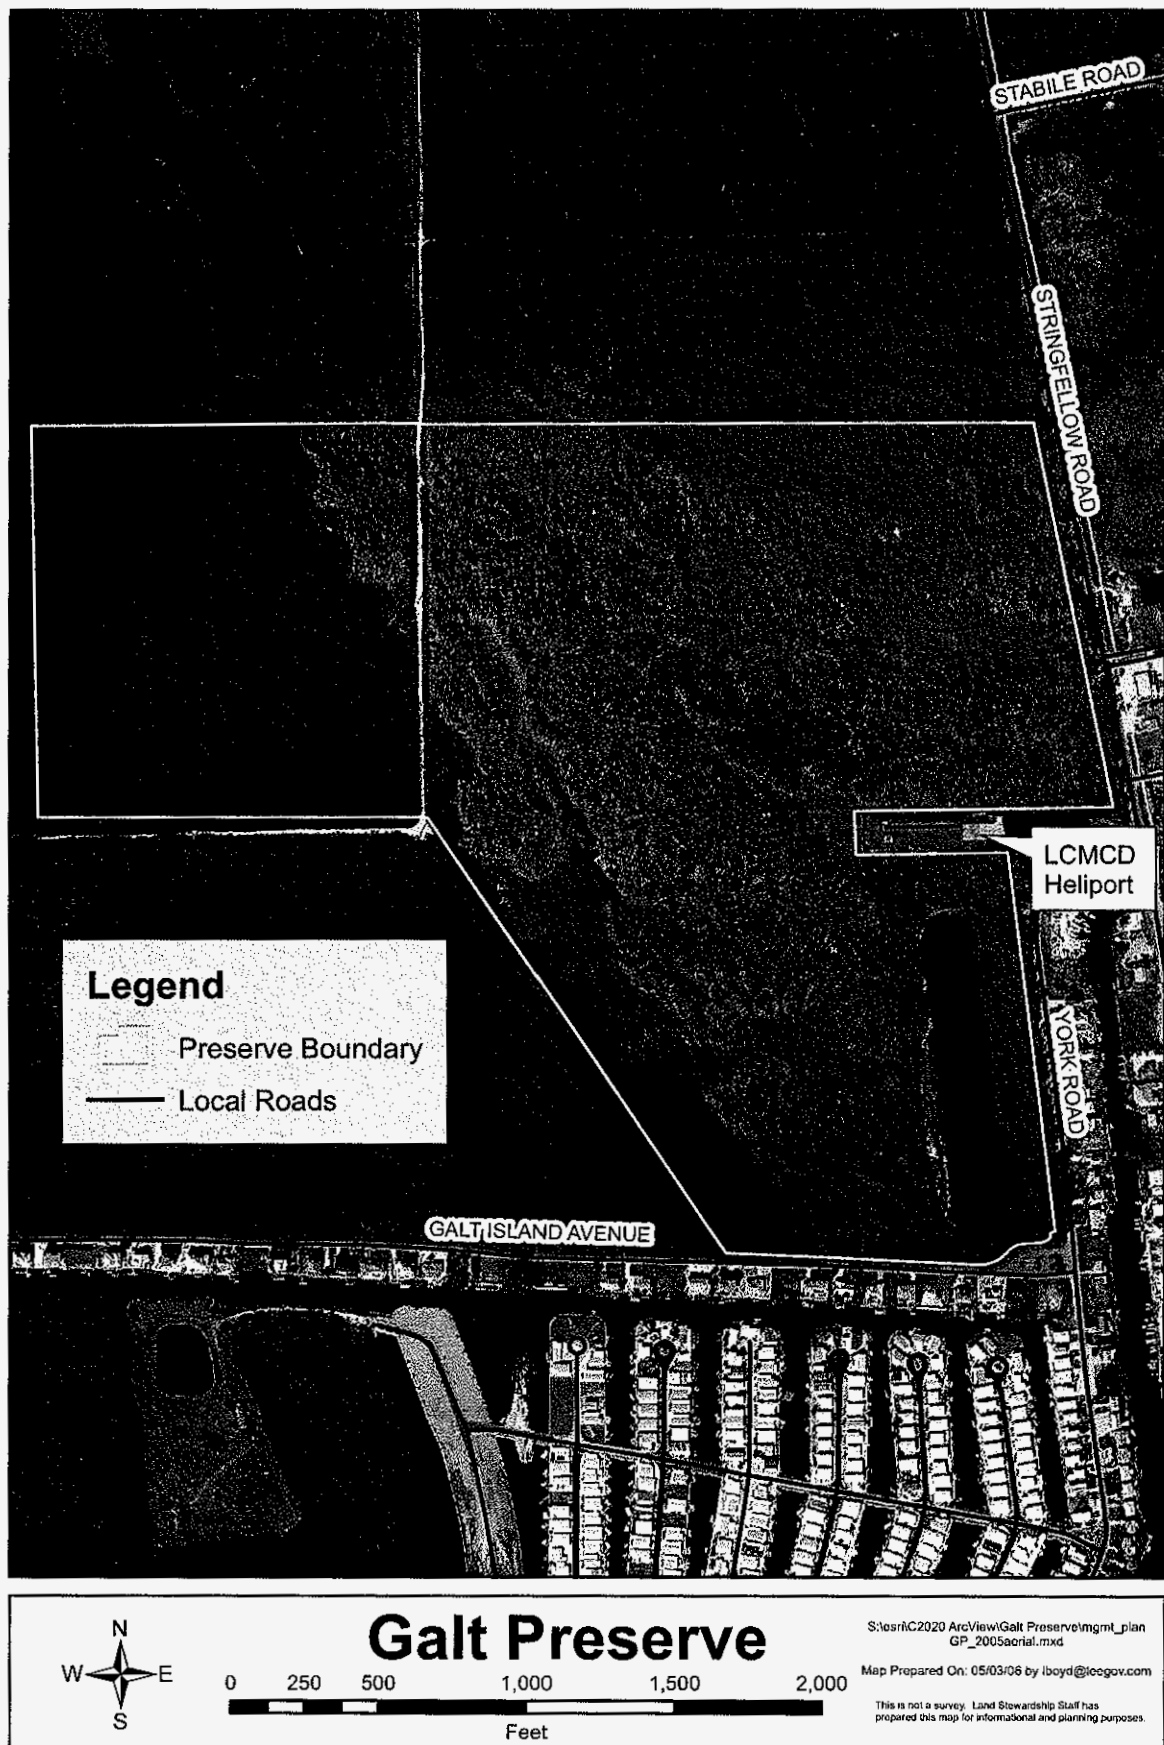 STABILE ROAD
STRINGFELLOW ROAD
LCMCD
Heliport
Legend
Preserve Boundary
Local Roads
YORK ROAD
GALT ISLAND AVENUE
Galt Preserve
N
W E
S
0 250 500 1,000 1,500 2,000
Feet
S:\esri\C2020 ArcView\Galt Preserve\mgmt_plan
GP_2005aerial.mxd
Map Prepared On: 05/03/06 by lboyd@leegov.com
This is not a survey. Land Stewardship Staff has
prepared this map for informational and planning purposes.